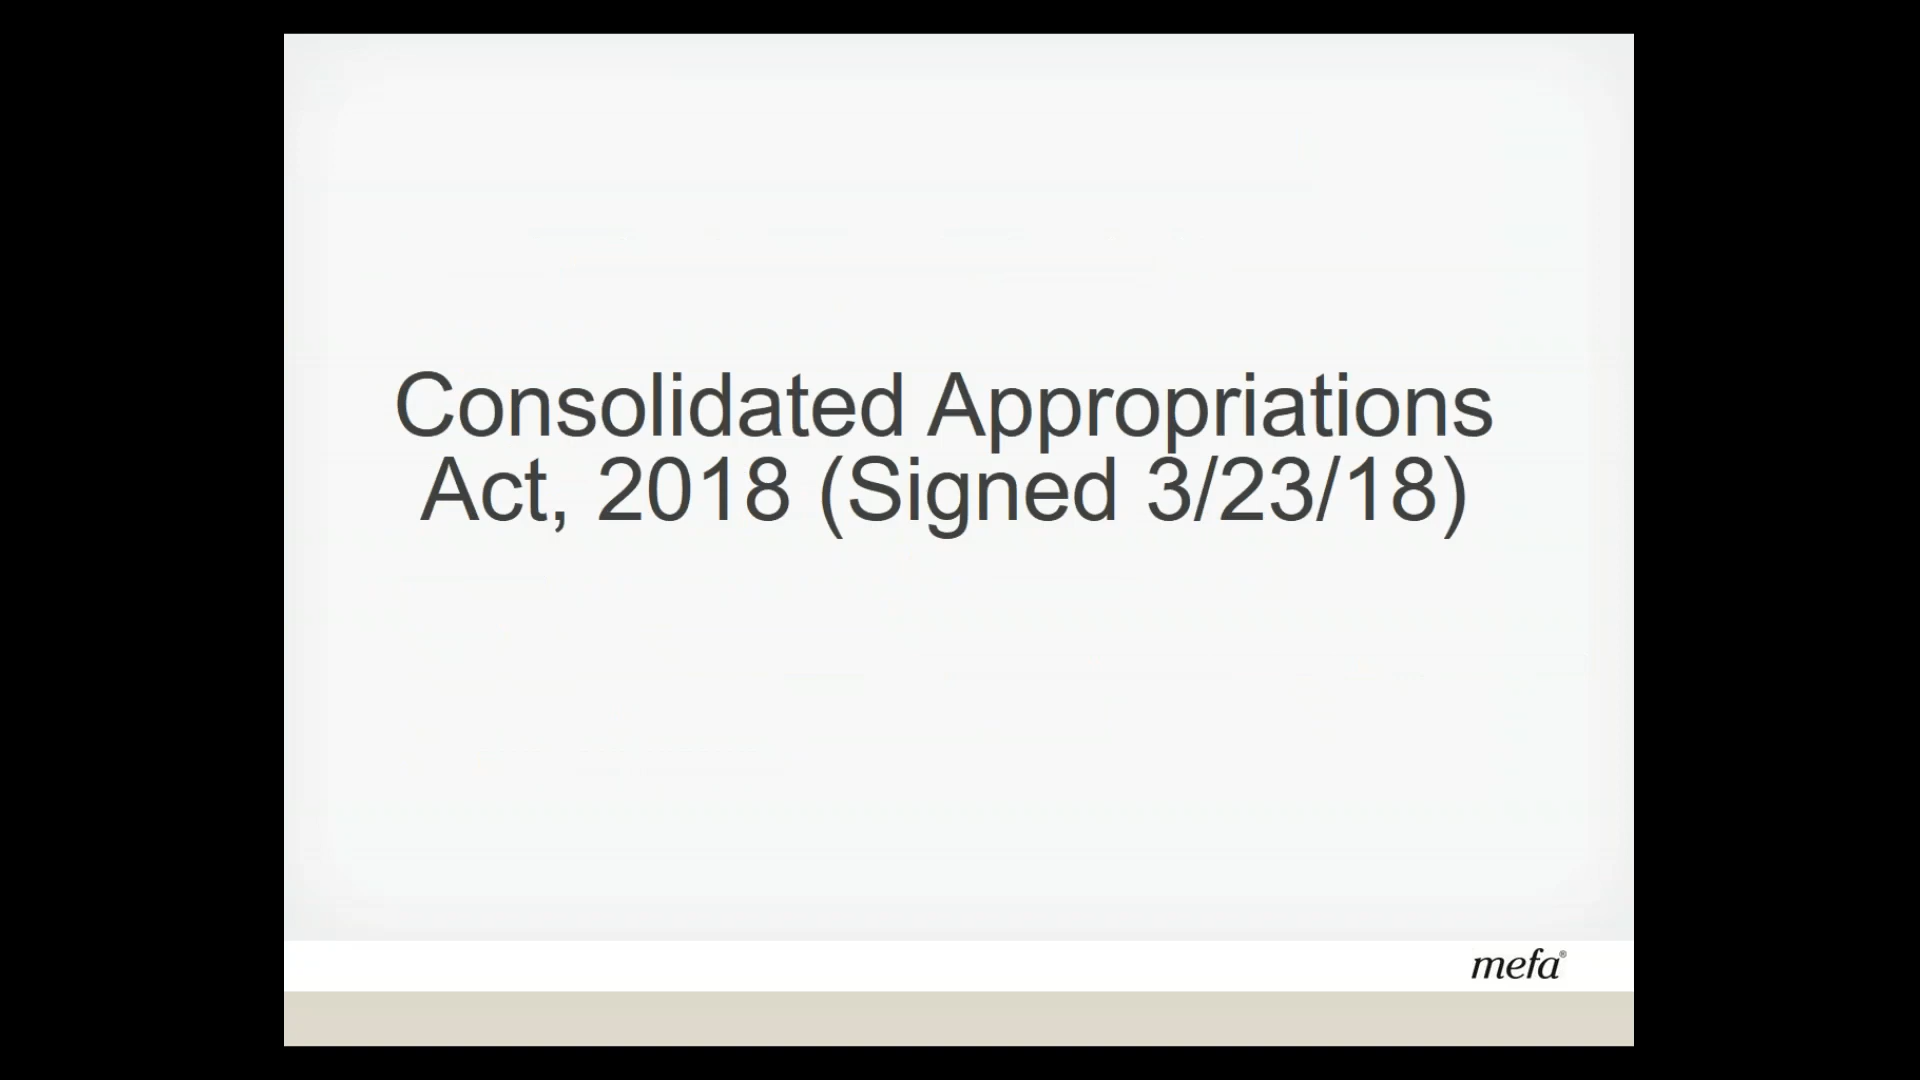 Consolidated Appropriations
Act, 2018 (Signed 3/23/18)
mefa®